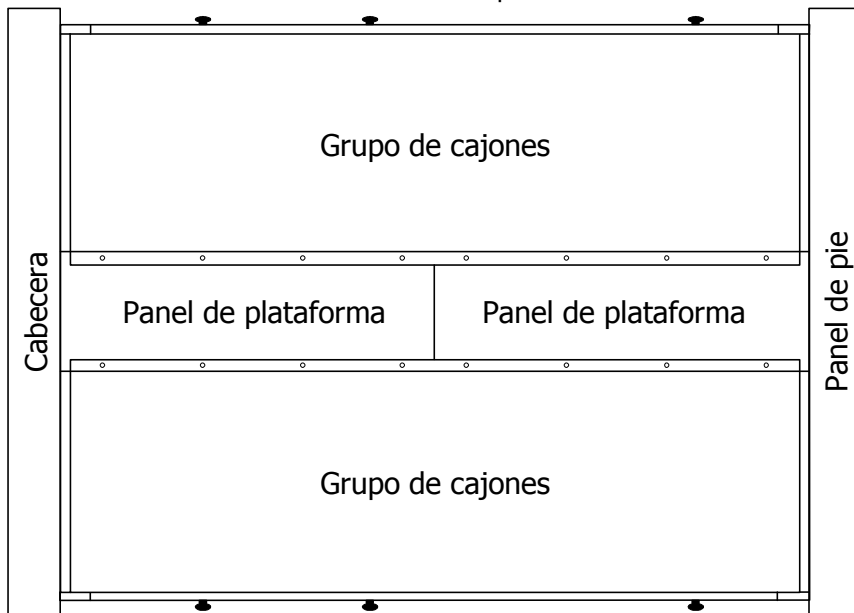 Grupo de cajones
Cabecera
Panel de plataforma
Panel de plataforma
Panel de pie
Grupo de cajones